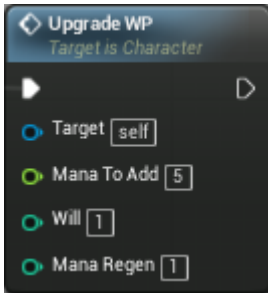 Upgrade WP
Target is Character
Target self
Mana To Add 5
Will 1
Mana Regen 1